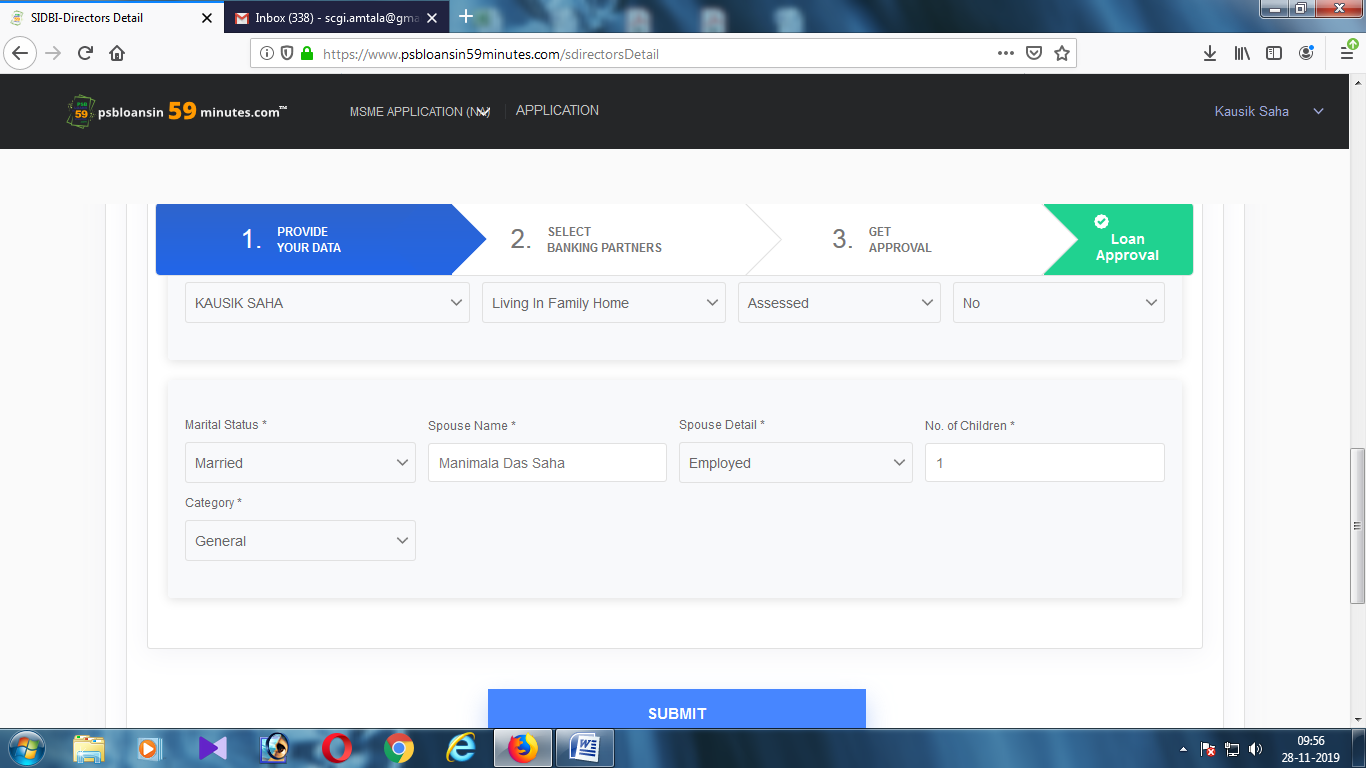 SIDBI-Directors Detail
Inbox (338) - scgi.amtala@gma
https://www.psbloansin59minutes.com/sdirectorsDetail
PSB 59 psbloansin 59 minutes.com™
MSME APPLICATION (N
APPLICATION
Kausik Saha
1. PROVIDE YOUR DATA
2. SELECT BANKING PARTNERS
3. GET APPROVAL
Loan Approval
KAUSIK SAHA
Living In Family Home
Assessed
No
Marital Status *
Spouse Name *
Spouse Detail *
No. of Children *
Married
Manimala Das Saha
Employed
1
Category *
General
SUBMIT
09:56
28-11-2019